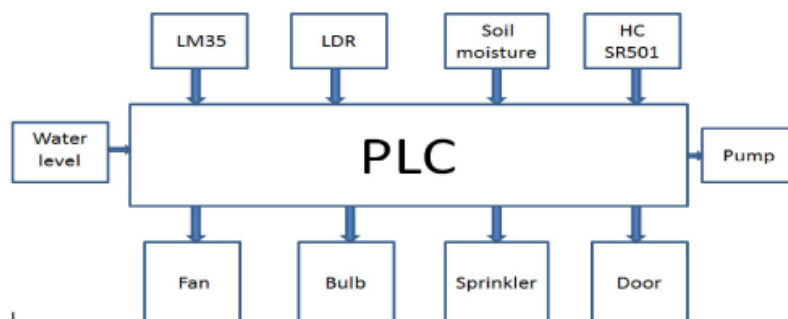 LM35
LDR
Soil
moisture
HC
SR501
Water
level
PLC
Pump
Fan
Bulb
Sprinkler
Door